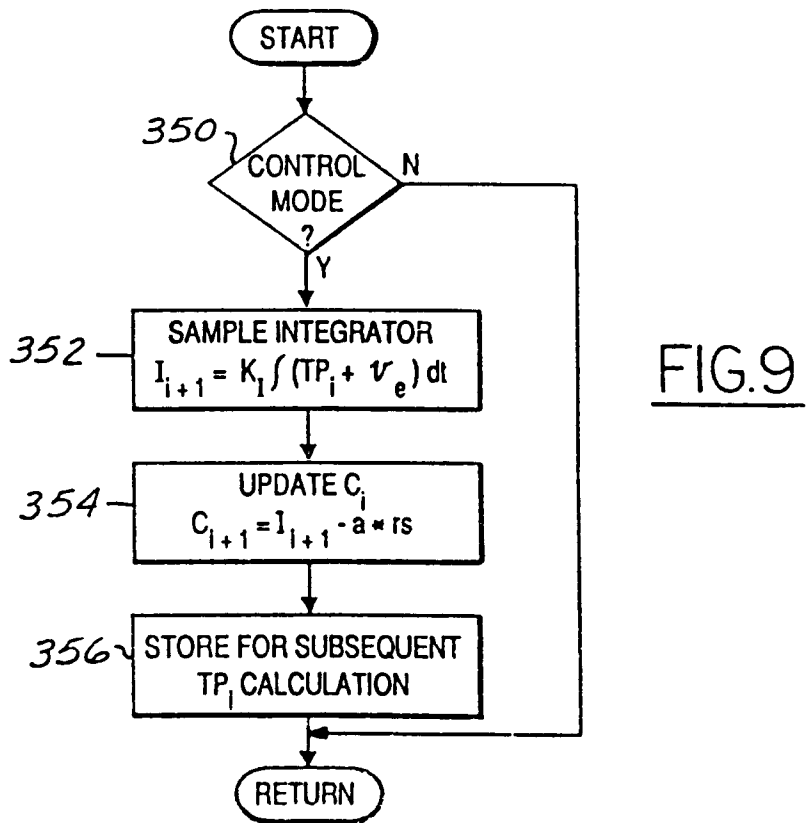 START
350
CONTROL
MODE
?
N
Y
352
SAMPLE INTEGRATOR
I_{i+1} = K_I ∫ (TP_i + v_e) dt
354
UPDATE C_i
C_{i+1} = I_{i+1} - a * rs
356
STORE FOR SUBSEQUENT
TP_i CALCULATION
RETURN
FIG.9